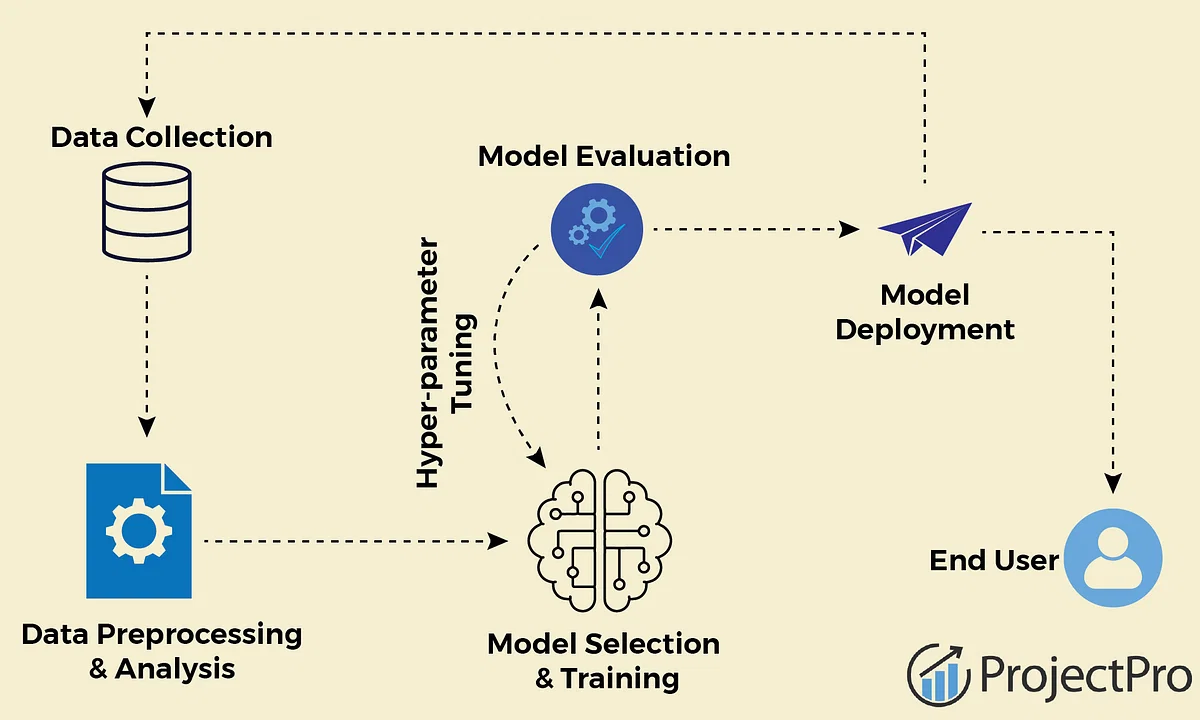 Data Collection
Model Evaluation
Hyper-parameter
Tuning
Model
Deployment
End User
Data Preprocessing
& Analysis
Model Selection
& Training
ProjectPro